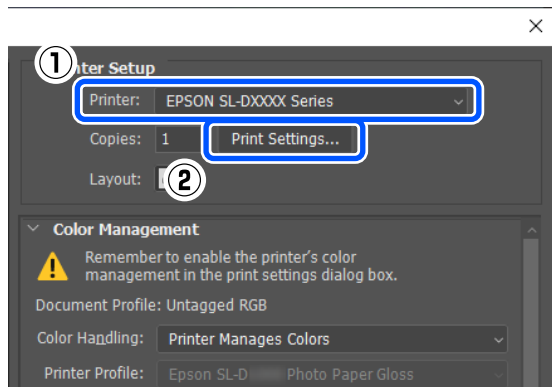 ①
nter Setup
Printer: EPSON SL-DXXXX Series
Copies: 1 Print Settings...
Layout: ②
Color Management
Remember to enable the printer's color
management in the print settings dialog box.
Document Profile: Untagged RGB
Color Handling: Printer Manages Colors
Printer Profile: Epson SL-D Photo Paper Gloss